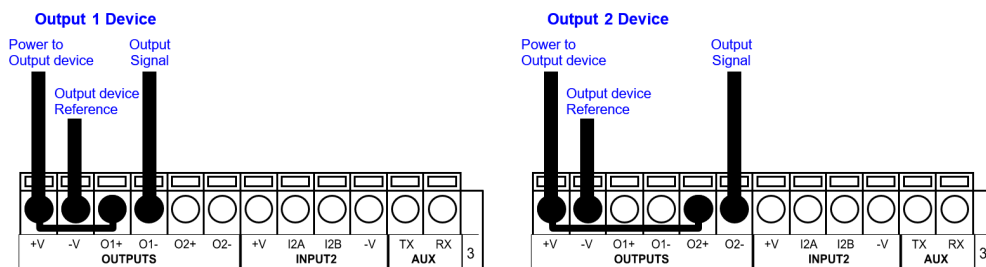 Output 1 Device
Power to
Output device
Output
Signal
Output device
Reference
+V -V O1+ O1- O2+ O2- +V I2A I2B -V TX RX
OUTPUTS INPUT2 AUX 3
Output 2 Device
Power to
Output device
Output
Signal
Output device
Reference
+V -V O1+ O1- O2+ O2- +V I2A I2B -V TX RX
OUTPUTS INPUT2 AUX 3